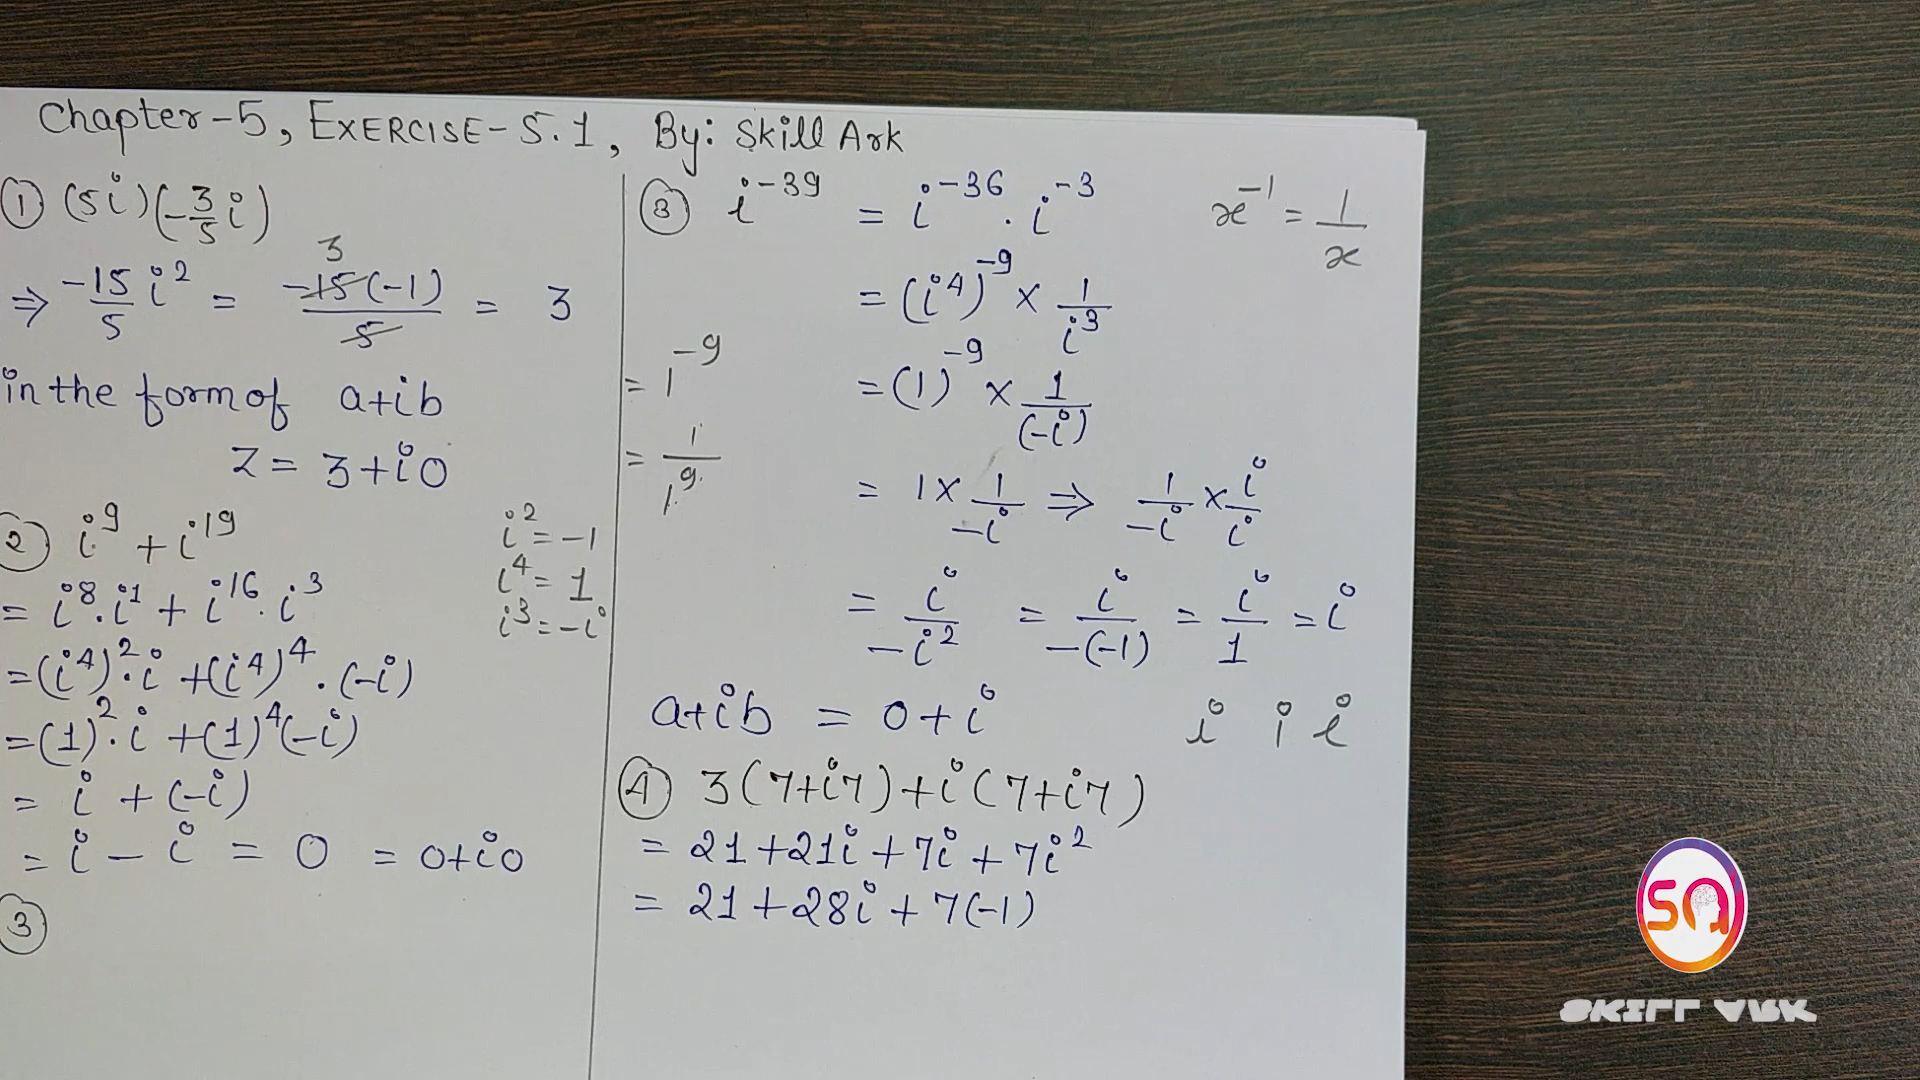 Chapter-5, EXERCISE-5.1, By: Skill Ark
① (5i)(-3/5 i)
⇒ -15/5 i² = -15(-1)/5 = 3
3
in the form of a+ib
z = 3+i0
② i⁹ + i¹⁹
= i⁸.i¹ + i¹⁶.i³
= (i⁴)².i + (i⁴)⁴.(-i)
= (1)².i + (1)⁴(-i)
= i + (-i)
= i - i = 0 = 0+i0
i² = -1
i⁴ = 1
i³ = -i
③
③ i⁻³⁹ = i⁻³⁶.i⁻³
x⁻¹ = 1/x
= (i⁴)⁻⁹ × 1/i³
= (1)⁻⁹ × 1/(-i)
= 1⁻⁹
= 1/1⁹
= 1 × 1/-i ⇒ 1/-i × i/i
= i/-i² = i/-(-1) = i/1 = i
a+ib = 0+i
i i i
④ 3(7+i7)+i(7+i7)
= 21+21i+7i+7i²
= 21+28i+7(-1)
SA
SKILL ARK